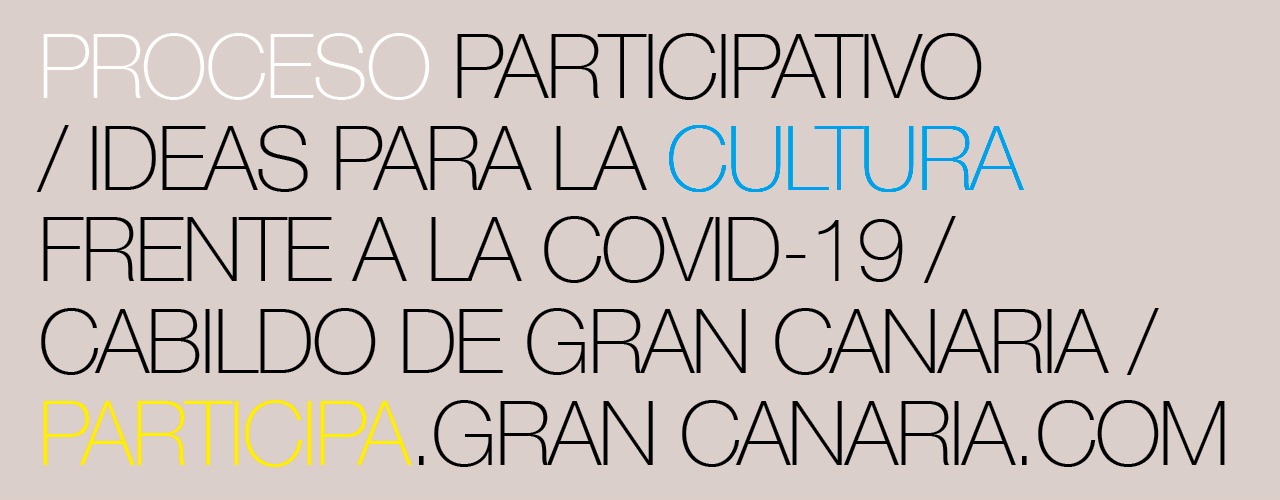 PROCESO PARTICIPATIVO
/ IDEAS PARA LA CULTURA
FRENTE A LA COVID-19 /
CABILDO DE GRAN CANARIA /
PARTICIPA.GRAN CANARIA.COM